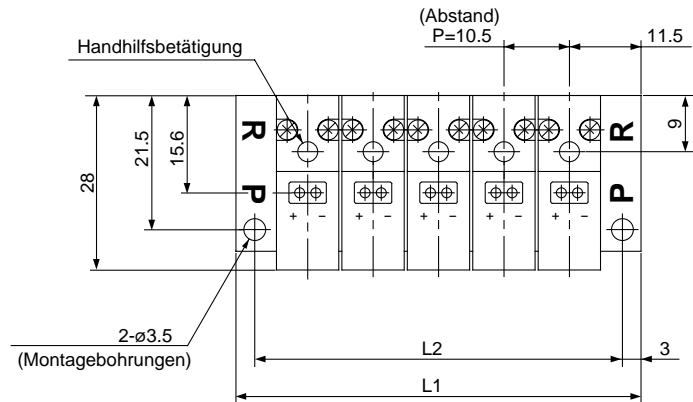 (Abstand)
P=10.5
11.5
Handhilfsbetätigung
R
R
9
15.6
21.5
28
P
P
+ − + − + − + − + −
2-ø3.5
(Montagebohrungen)
L2
3
L1